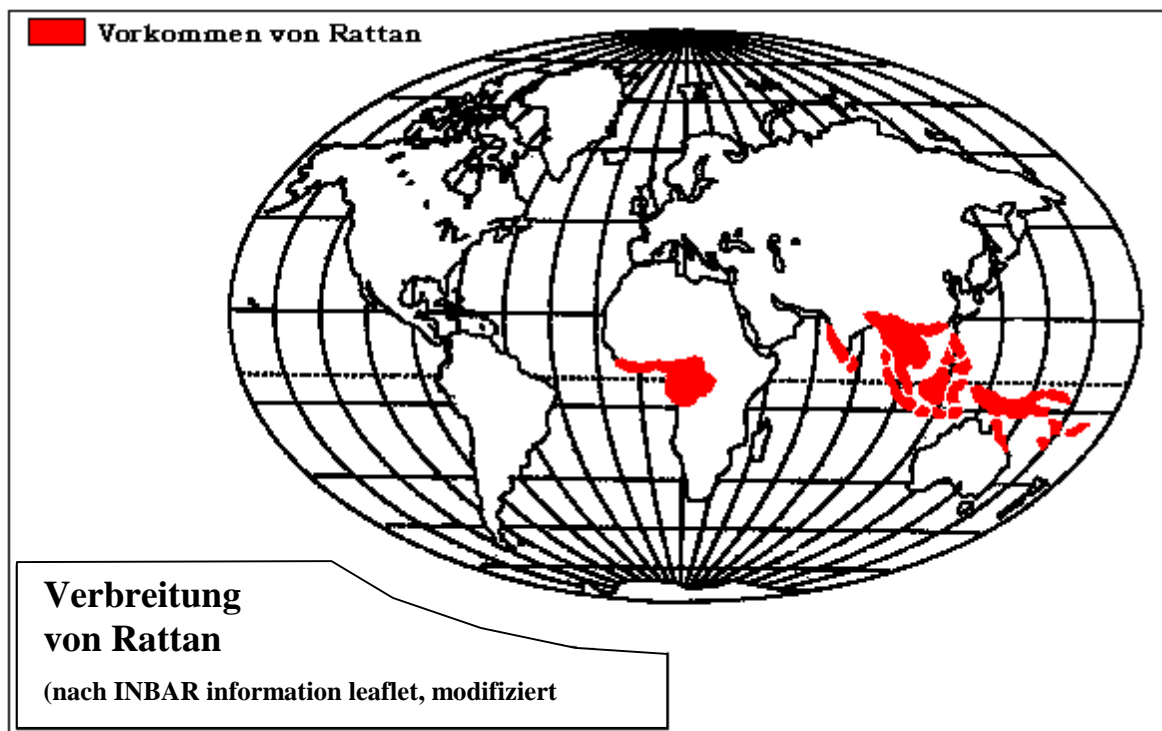 Vorkommen von Rattan
Verbreitung
von Rattan
(nach INBAR information leaflet, modifiziert